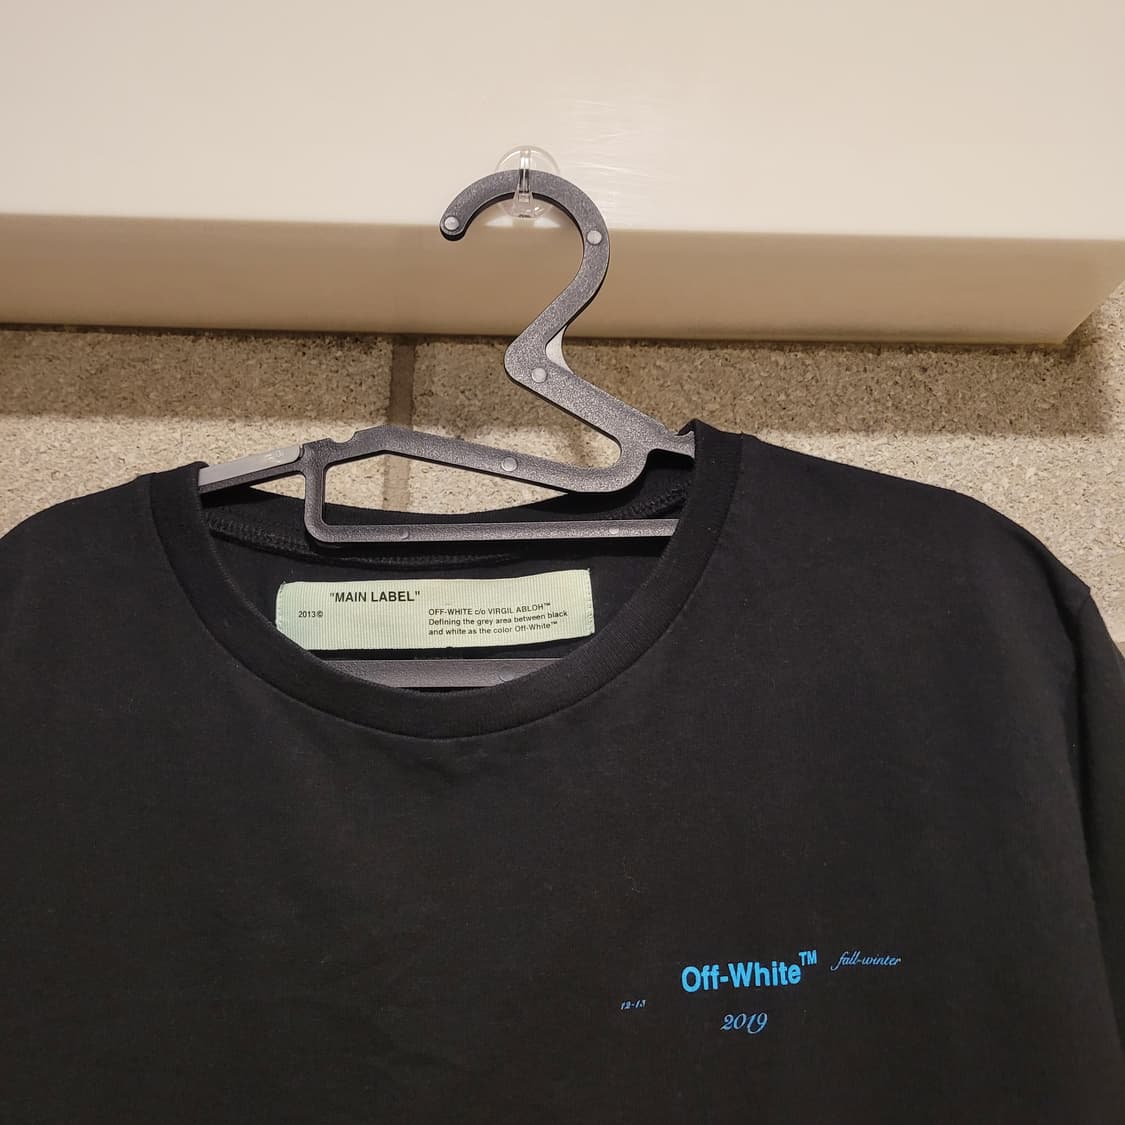 "MAIN LABEL"
2013©
OFF-WHITE c/o VIRGIL ABLOH™
Defining the grey area between black
and white as the color Off-White™
Off-White™
fall-winter
2019